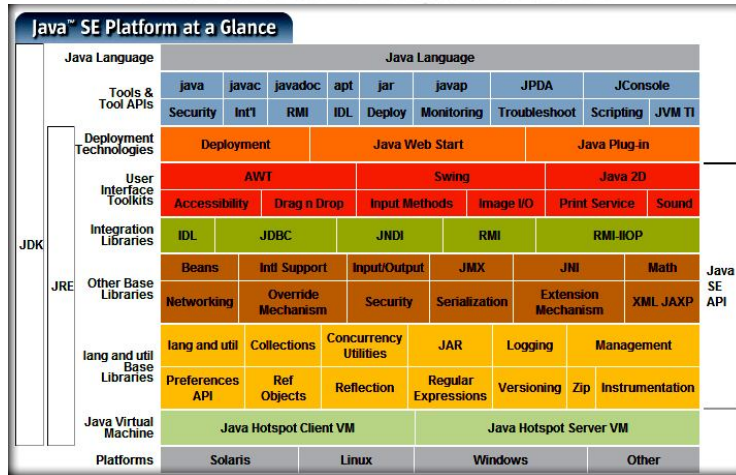 Java™ SE Platform at a Glance
Java Language Java Language
Tools & Tool APIs
java javac javadoc apt jar javap JPDA JConsole
Security Int'l RMI IDL Deploy Monitoring Troubleshoot Scripting JVM TI
Deployment Technologies
Deployment Java Web Start Java Plug-in
User Interface Toolkits
AWT Swing Java 2D
Accessibility Drag n Drop Input Methods Image I/O Print Service Sound
Integration Libraries
IDL JDBC JNDI RMI RMI-IIOP
JDK
JRE
Other Base Libraries
Beans Intl Support Input/Output JMX JNI Math
Networking Override Mechanism Security Serialization Extension Mechanism XML JAXP
Java SE API
lang and util Base Libraries
lang and util Collections Concurrency Utilities JAR Logging Management
Preferences API Ref Objects Reflection Regular Expressions Versioning Zip Instrumentation
Java Virtual Machine
Java Hotspot Client VM Java Hotspot Server VM
Platforms Solaris Linux Windows Other